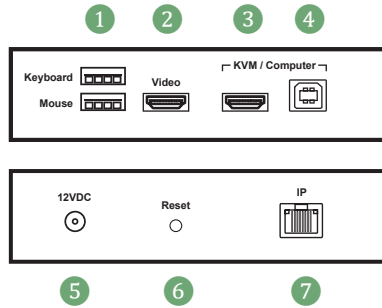 1 2 3 4
Keyboard
Mouse
Video
KVM / Computer
12VDC
Reset
IP
5 6 7